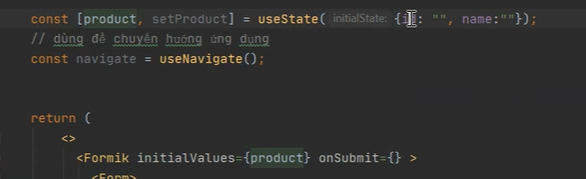 const [product, setProduct] = useState( initialState: {id: "", name:""});
// dùng để chuyển hướng ứng dụng
const navigate = useNavigate();
return (
<>
<Formik initialValues={product} onSubmit={} >
<Form>